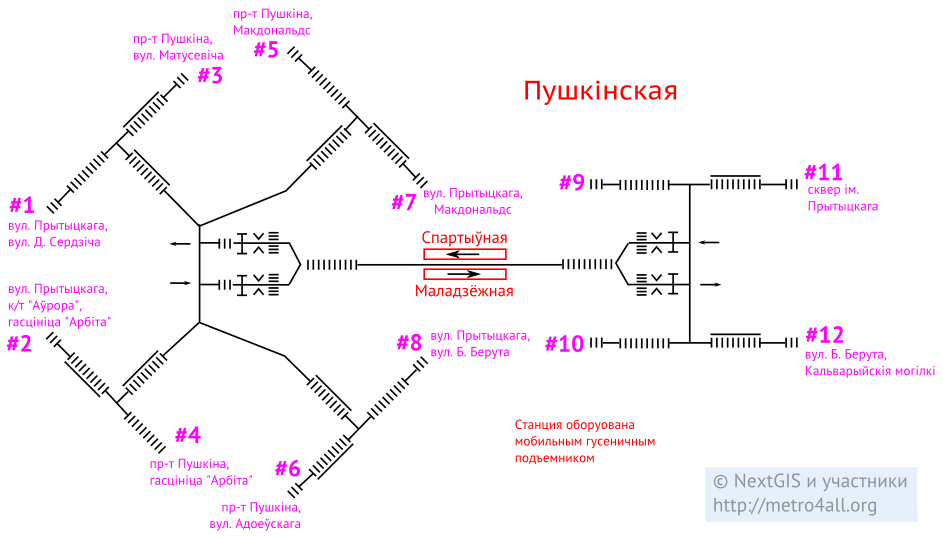 пр-т Пушкіна,
Макдональдс
#5
пр-т Пушкіна,
вул. Матусевіча
#3
Пушкінская
#1
вул. Прытыцкага,
вул. Д. Сердзіча
#7
вул. Прытыцкага,
Макдональдс
#9
#11
сквер ім.
Прытыцкага
Спартыўная
Маладзёжная
вул. Прытыцкага,
к/т "Аўрора",
гасцініца "Арбіта"
#2
#8
вул. Прытыцкага,
вул. Б. Берута
#10
#12
вул. Б. Берута,
Кальварыйскія могілкі
#4
пр-т Пушкіна,
гасцініца "Арбіта"
#6
пр-т Пушкіна,
вул. Адоеўскага
Станция оборуована
мобильным гусеничным
подъемником
© NextGIS и участники
http://metro4all.org